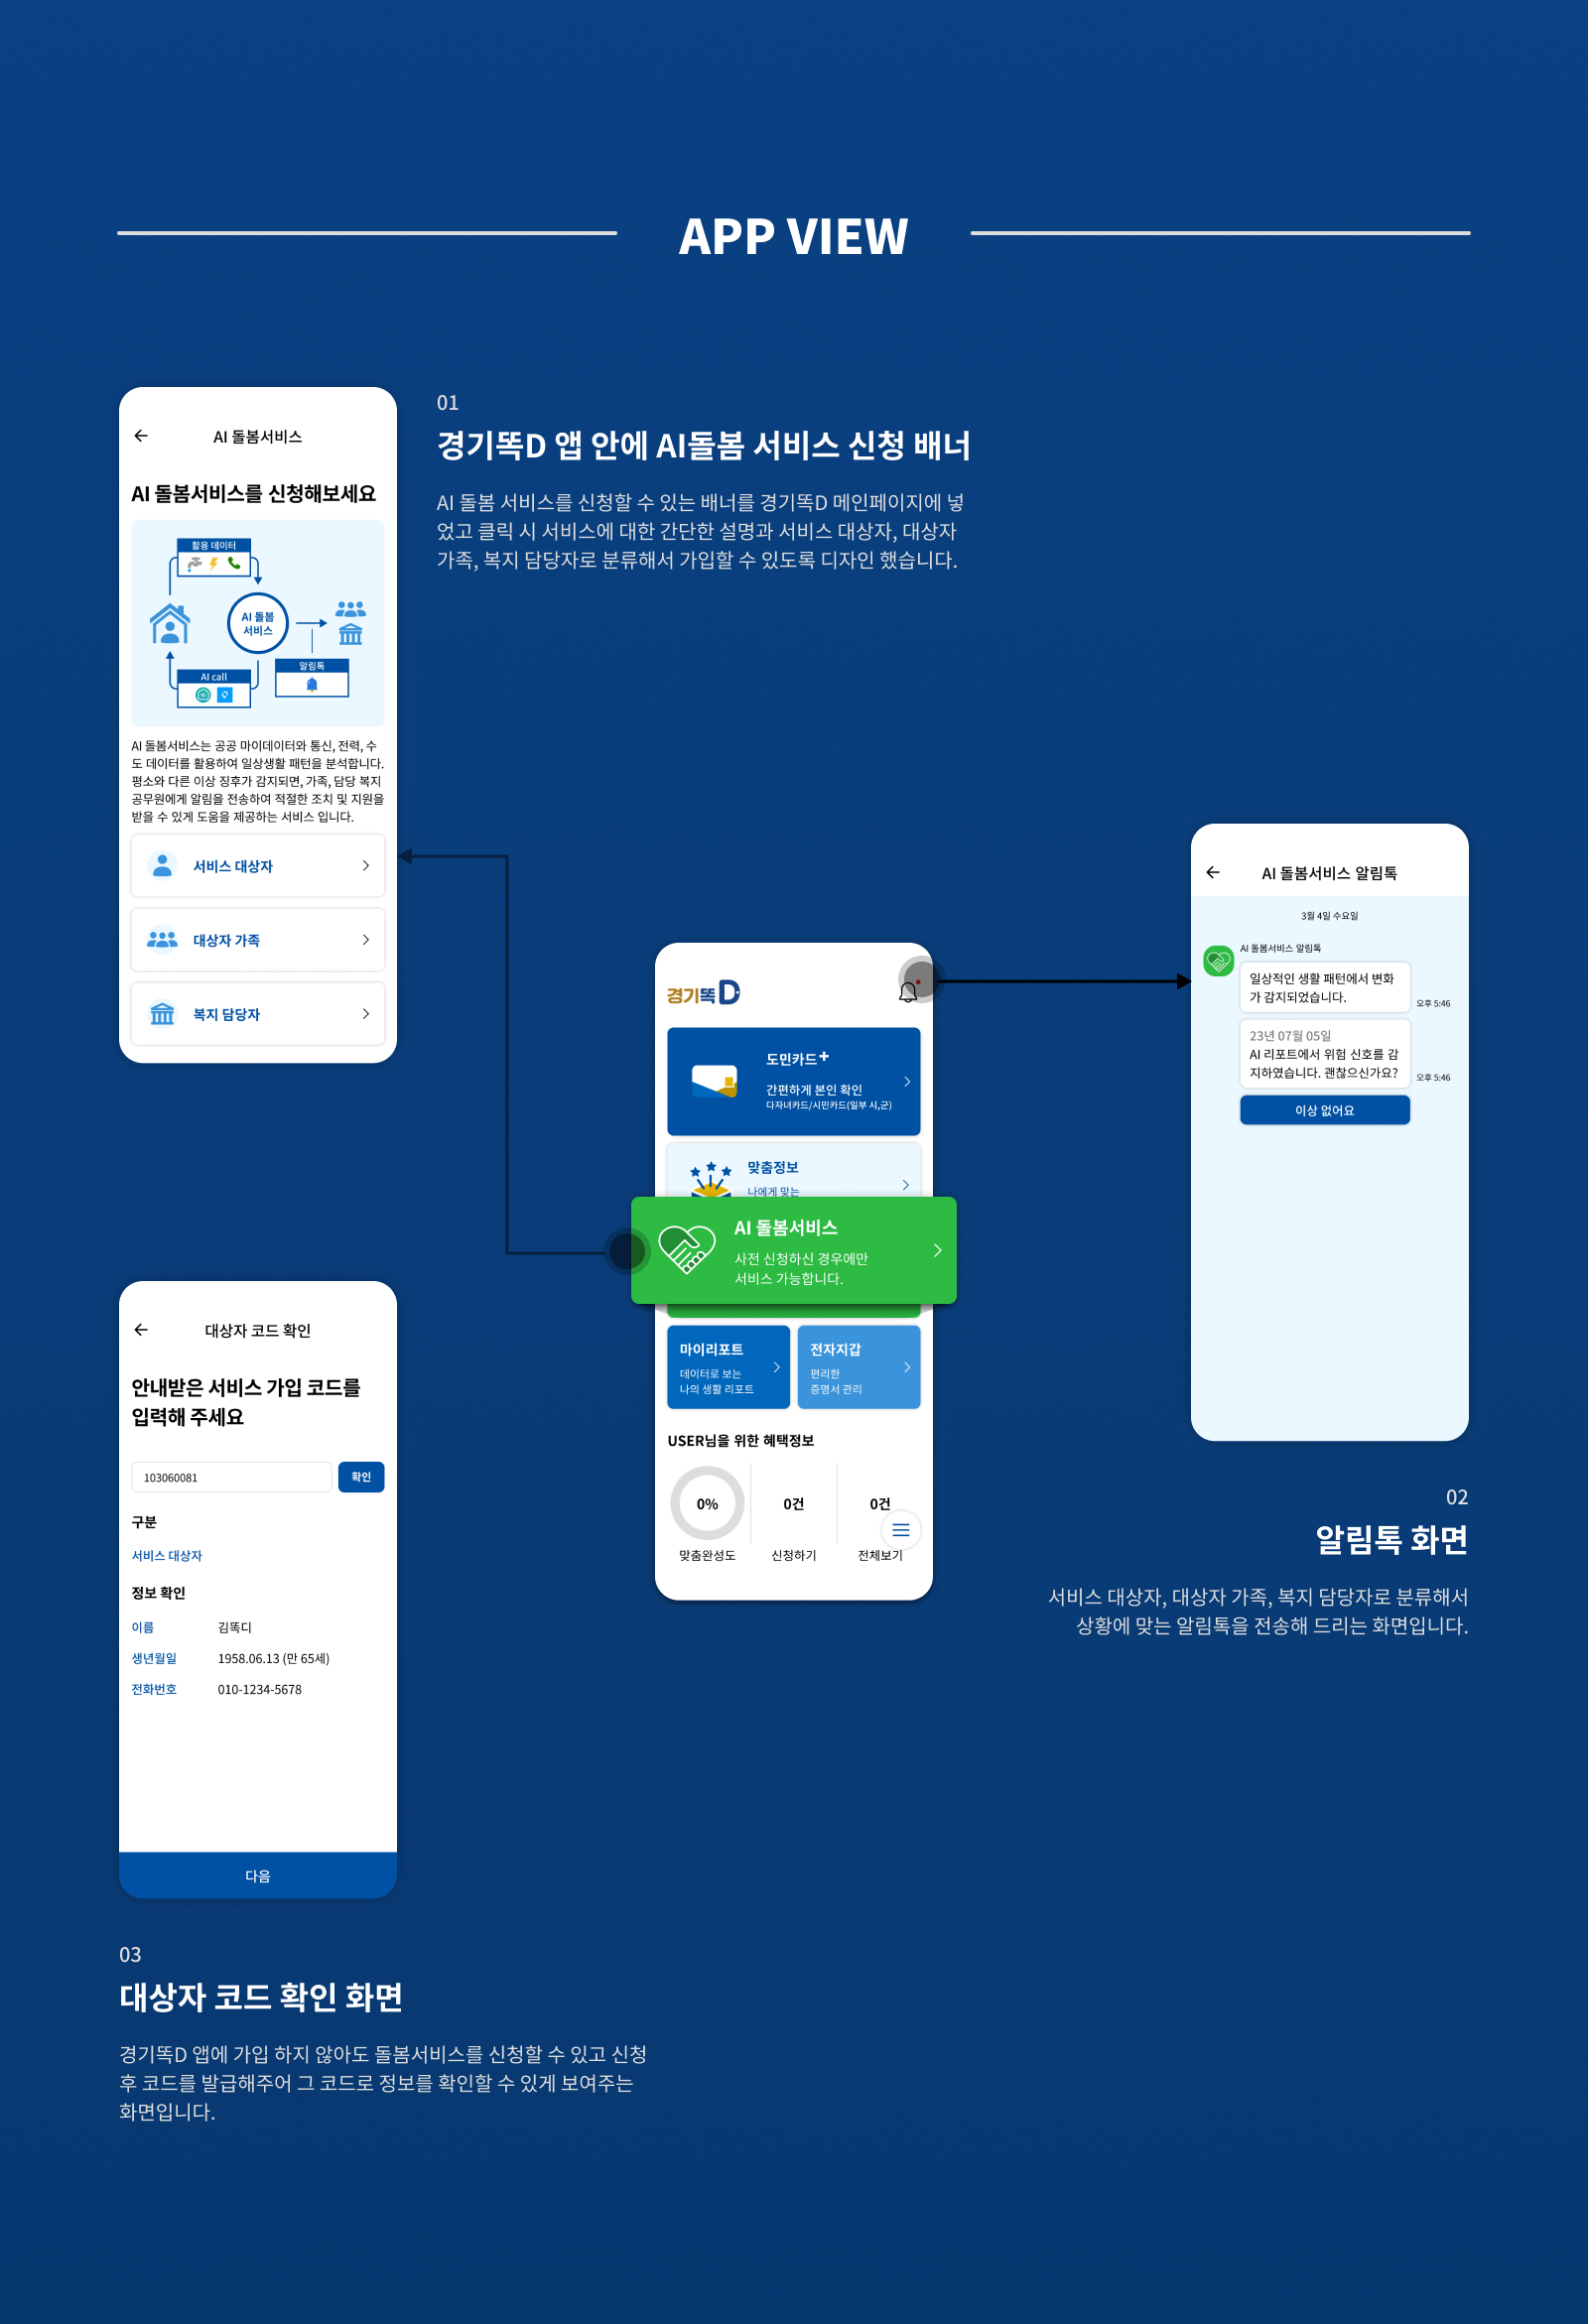 APP VIEW
AI 돌봄서비스
AI 돌봄서비스를 신청해보세요
활용 데이터
AI 돌봄
서비스
알림톡
AI call
AI 돌봄서비스는 공공 마이데이터와 통신, 전력, 수
도 데이터를 활용하여 일상생활 패턴을 분석합니다.
평소와 다른 이상 징후가 감지되면, 가족, 담당 복지
공무원에게 알림을 전송하여 적절한 조치 및 지원을
받을 수 있게 도움을 제공하는 서비스 입니다.
서비스 대상자
대상자 가족
복지 담당자
01
경기똑D 앱 안에 AI돌봄 서비스 신청 배너
AI 돌봄 서비스를 신청할 수 있는 배너를 경기똑D 메인페이지에 넣
었고 클릭 시 서비스에 대한 간단한 설명과 서비스 대상자, 대상자
가족, 복지 담당자로 분류해서 가입할 수 있도록 디자인 했습니다.
경기똑D
도민카드+
간편하게 본인 확인
다자녀카드/시민카드(일부 시,군)
맞춤정보
나에게 맞는
AI 돌봄서비스
사전 신청하신 경우에만
서비스 가능합니다.
마이리포트
데이터로 보는
나의 생활 리포트
전자지갑
편리한
증명서 관리
USER님을 위한 혜택정보
0%
0건
0건
맞춤완성도
신청하기
전체보기
AI 돌봄서비스 알림톡
3월 4일 수요일
AI 돌봄서비스 알림톡
일상적인 생활 패턴에서 변화
가 감지되었습니다.
오후 5:46
23년 07월 05일
AI 리포트에서 위험 신호를 감
지하였습니다. 괜찮으신가요?
오후 5:46
이상 없어요
02
알림톡 화면
서비스 대상자, 대상자 가족, 복지 담당자로 분류해서
상황에 맞는 알림톡을 전송해 드리는 화면입니다.
대상자 코드 확인
안내받은 서비스 가입 코드를
입력해 주세요
103060081
확인
구분
서비스 대상자
정보 확인
이름 김똑디
생년월일 1958.06.13 (만 65세)
전화번호 010-1234-5678
다음
03
대상자 코드 확인 화면
경기똑D 앱에 가입 하지 않아도 돌봄서비스를 신청할 수 있고 신청
후 코드를 발급해주어 그 코드로 정보를 확인할 수 있게 보여주는
화면입니다.